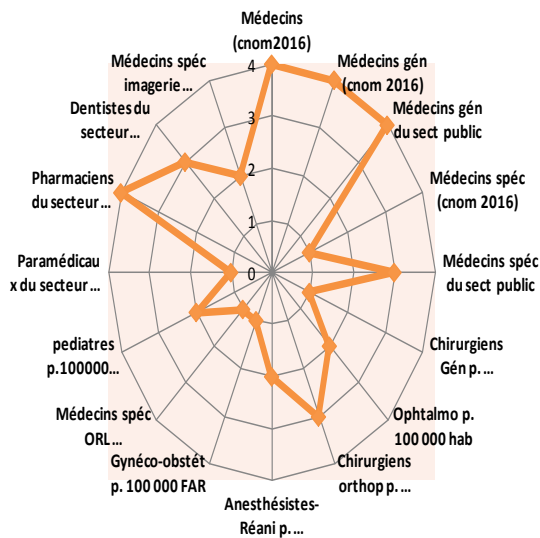 Médecins
(cnom2016)
Médecins gén
(cnom 2016)
Médecins gén
du sect public
Médecins spéc
(cnom 2016)
Médecins spéc
du sect public
Chirurgiens
Gén p. ...
Ophtalmo p.
100 000 hab
Chirurgiens
orthop p. ...
Anesthésistes-
Réani p.
...
Gynéco-obstét
p. 100 000 FAR
Médecins spéc
ORL...
pediatres
p.100000...
Paramédicau
x du secteur ...
Pharmaciens
du secteur ...
Dentistes du
secteur...
Médecins spéc
imagerie ...
4
3
2
1
0